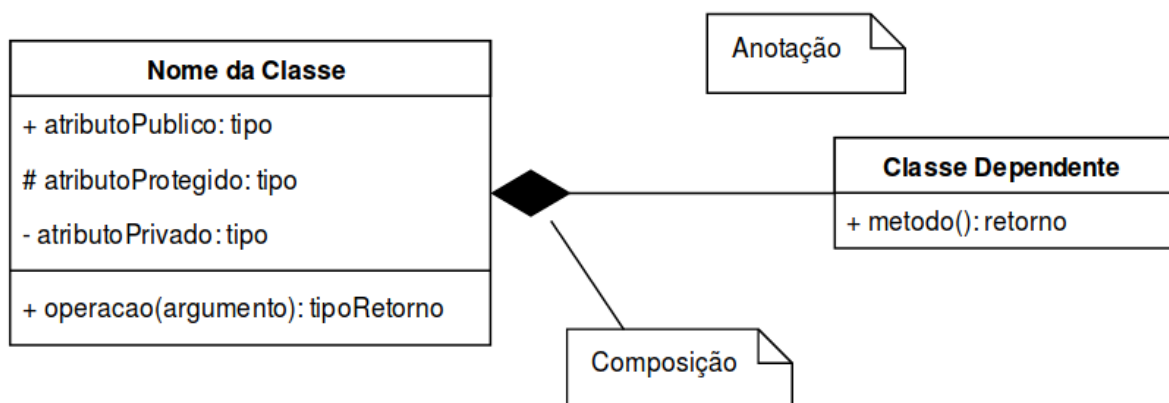 Anotação
Nome da Classe
+ atributoPublico: tipo
# atributoProtegido: tipo
- atributoPrivado: tipo
+ operacao(argumento): tipoRetorno
Classe Dependente
+ metodo(): retorno
Composição